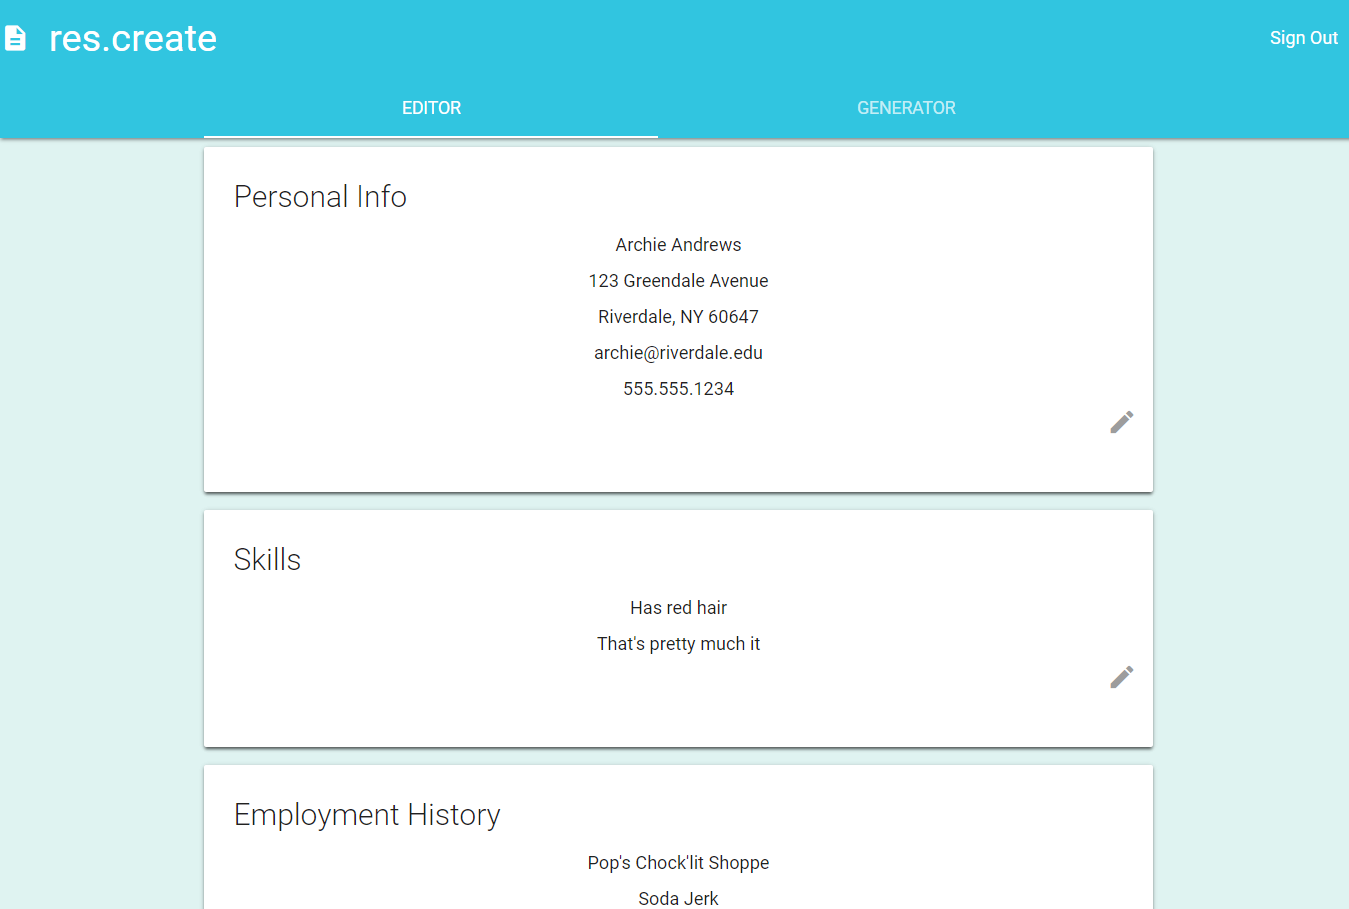 res.create
Sign Out
EDITOR
GENERATOR
Personal Info
Archie Andrews
123 Greendale Avenue
Riverdale, NY 60647
archie@riverdale.edu
555.555.1234
Skills
Has red hair
That's pretty much it
Employment History
Pop's Chock'lit Shoppe
Soda Jerk